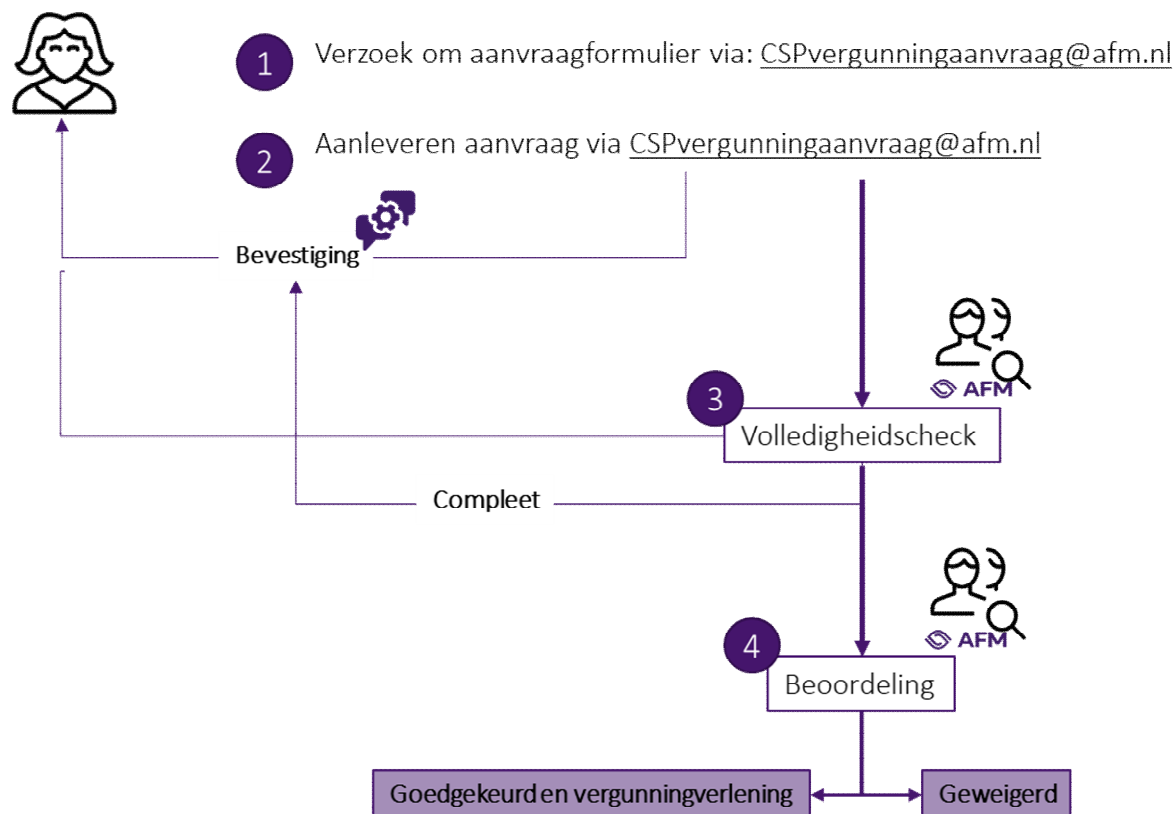 1 Verzoek om aanvraagformulier via: CSPvergunningaanvraag@afm.nl
2 Aanleveren aanvraag via CSPvergunningaanvraag@afm.nl
Bevestiging
AFM
3 Volledigheidscheck
Compleet
AFM
4 Beoordeling
Goedgekeurd en vergunningverlening
Geweigerd